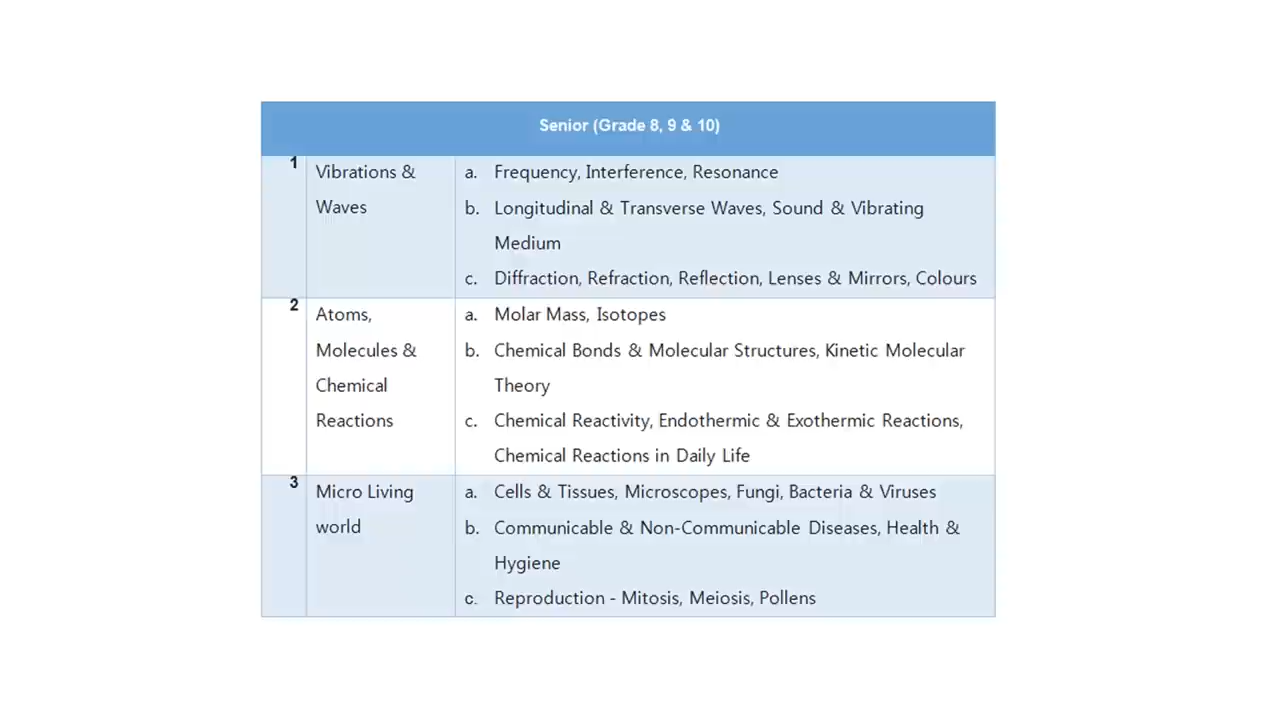 Senior (Grade 8, 9 & 10)
1
Vibrations &
Waves
a. Frequency, Interference, Resonance
b. Longitudinal & Transverse Waves, Sound & Vibrating
Medium
c. Diffraction, Refraction, Reflection, Lenses & Mirrors, Colours
2
Atoms,
Molecules &
Chemical
Reactions
a. Molar Mass, Isotopes
b. Chemical Bonds & Molecular Structures, Kinetic Molecular
Theory
c. Chemical Reactivity, Endothermic & Exothermic Reactions,
Chemical Reactions in Daily Life
3
Micro Living
world
a. Cells & Tissues, Microscopes, Fungi, Bacteria & Viruses
b. Communicable & Non-Communicable Diseases, Health &
Hygiene
c. Reproduction - Mitosis, Meiosis, Pollens